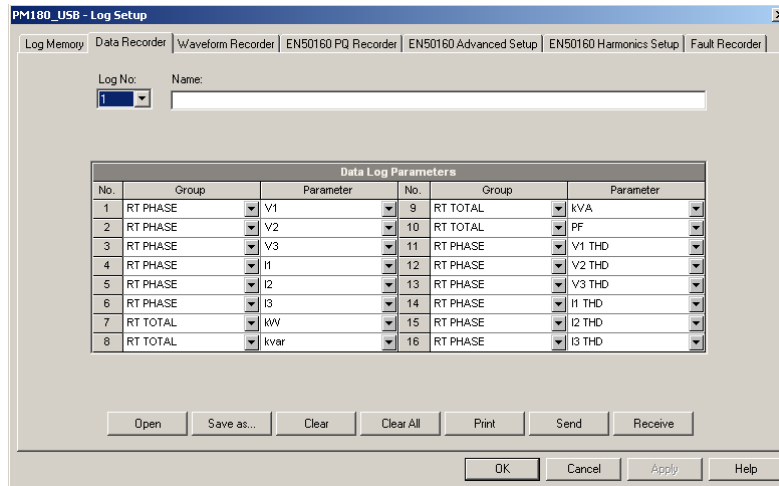 PM180_USB - Log Setup
Log Memory Data Recorder Waveform Recorder EN50160 PQ Recorder EN50160 Advanced Setup EN50160 Harmonics Setup Fault Recorder
Log No: Name:
1
Data Log Parameters
No. Group Parameter No. Group Parameter
1 RT PHASE V1 9 RT TOTAL kVA
2 RT PHASE V2 10 RT TOTAL PF
3 RT PHASE V3 11 RT PHASE V1 THD
4 RT PHASE I1 12 RT PHASE V2 THD
5 RT PHASE I2 13 RT PHASE V3 THD
6 RT PHASE I3 14 RT PHASE I1 THD
7 RT TOTAL kW 15 RT PHASE I2 THD
8 RT TOTAL kvar 16 RT PHASE I3 THD
Open Save as... Clear Clear All Print Send Receive
OK Cancel Apply Help